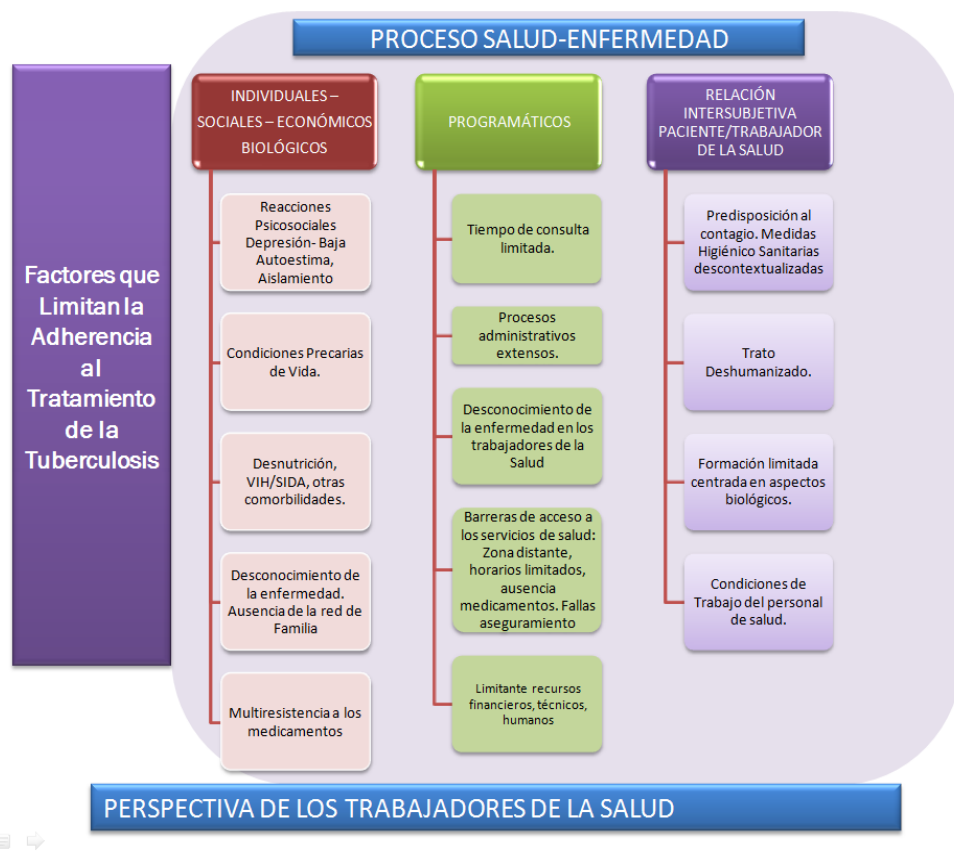 PROCESO SALUD-ENFERMEDAD
Factores que
Limitan la
Adherencia
al
Tratamiento
de la
Tuberculosis
INDIVIDUALES –
SOCIALES – ECONÓMICOS
BIOLÓGICOS
Reacciones
Psicosociales
Depresión- Baja
Autoestima,
Aislamiento
Condiciones Precarias
de Vida.
Desnutrición,
VIH/SIDA, otras
comorbilidades.
Desconocimiento de
la enfermedad.
Ausencia de la red de
Familia
Multiresistencia a los
medicamentos
PROGRAMÁTICOS
Tiempo de consulta
limitada.
Procesos
administrativos
extensos.
Desconocimiento de
la enfermedad en los
trabajadores de la
Salud
Barreras de acceso a
los servicios de salud:
Zona distante,
horarios limitados,
ausencia
medicamentos. Fallas
aseguramiento
Limitante recursos
financieros, técnicos,
humanos
RELACIÓN
INTERSUBJETIVA
PACIENTE/TRABAJADOR
DE LA SALUD
Predisposición al
contagio. Medidas
Higiénico Sanitarias
descontextualizadas
Trato
Deshumanizado.
Formación limitada
centrada en aspectos
biológicos.
Condiciones de
Trabajo del personal
de salud.
PERSPECTIVA DE LOS TRABAJADORES DE LA SALUD